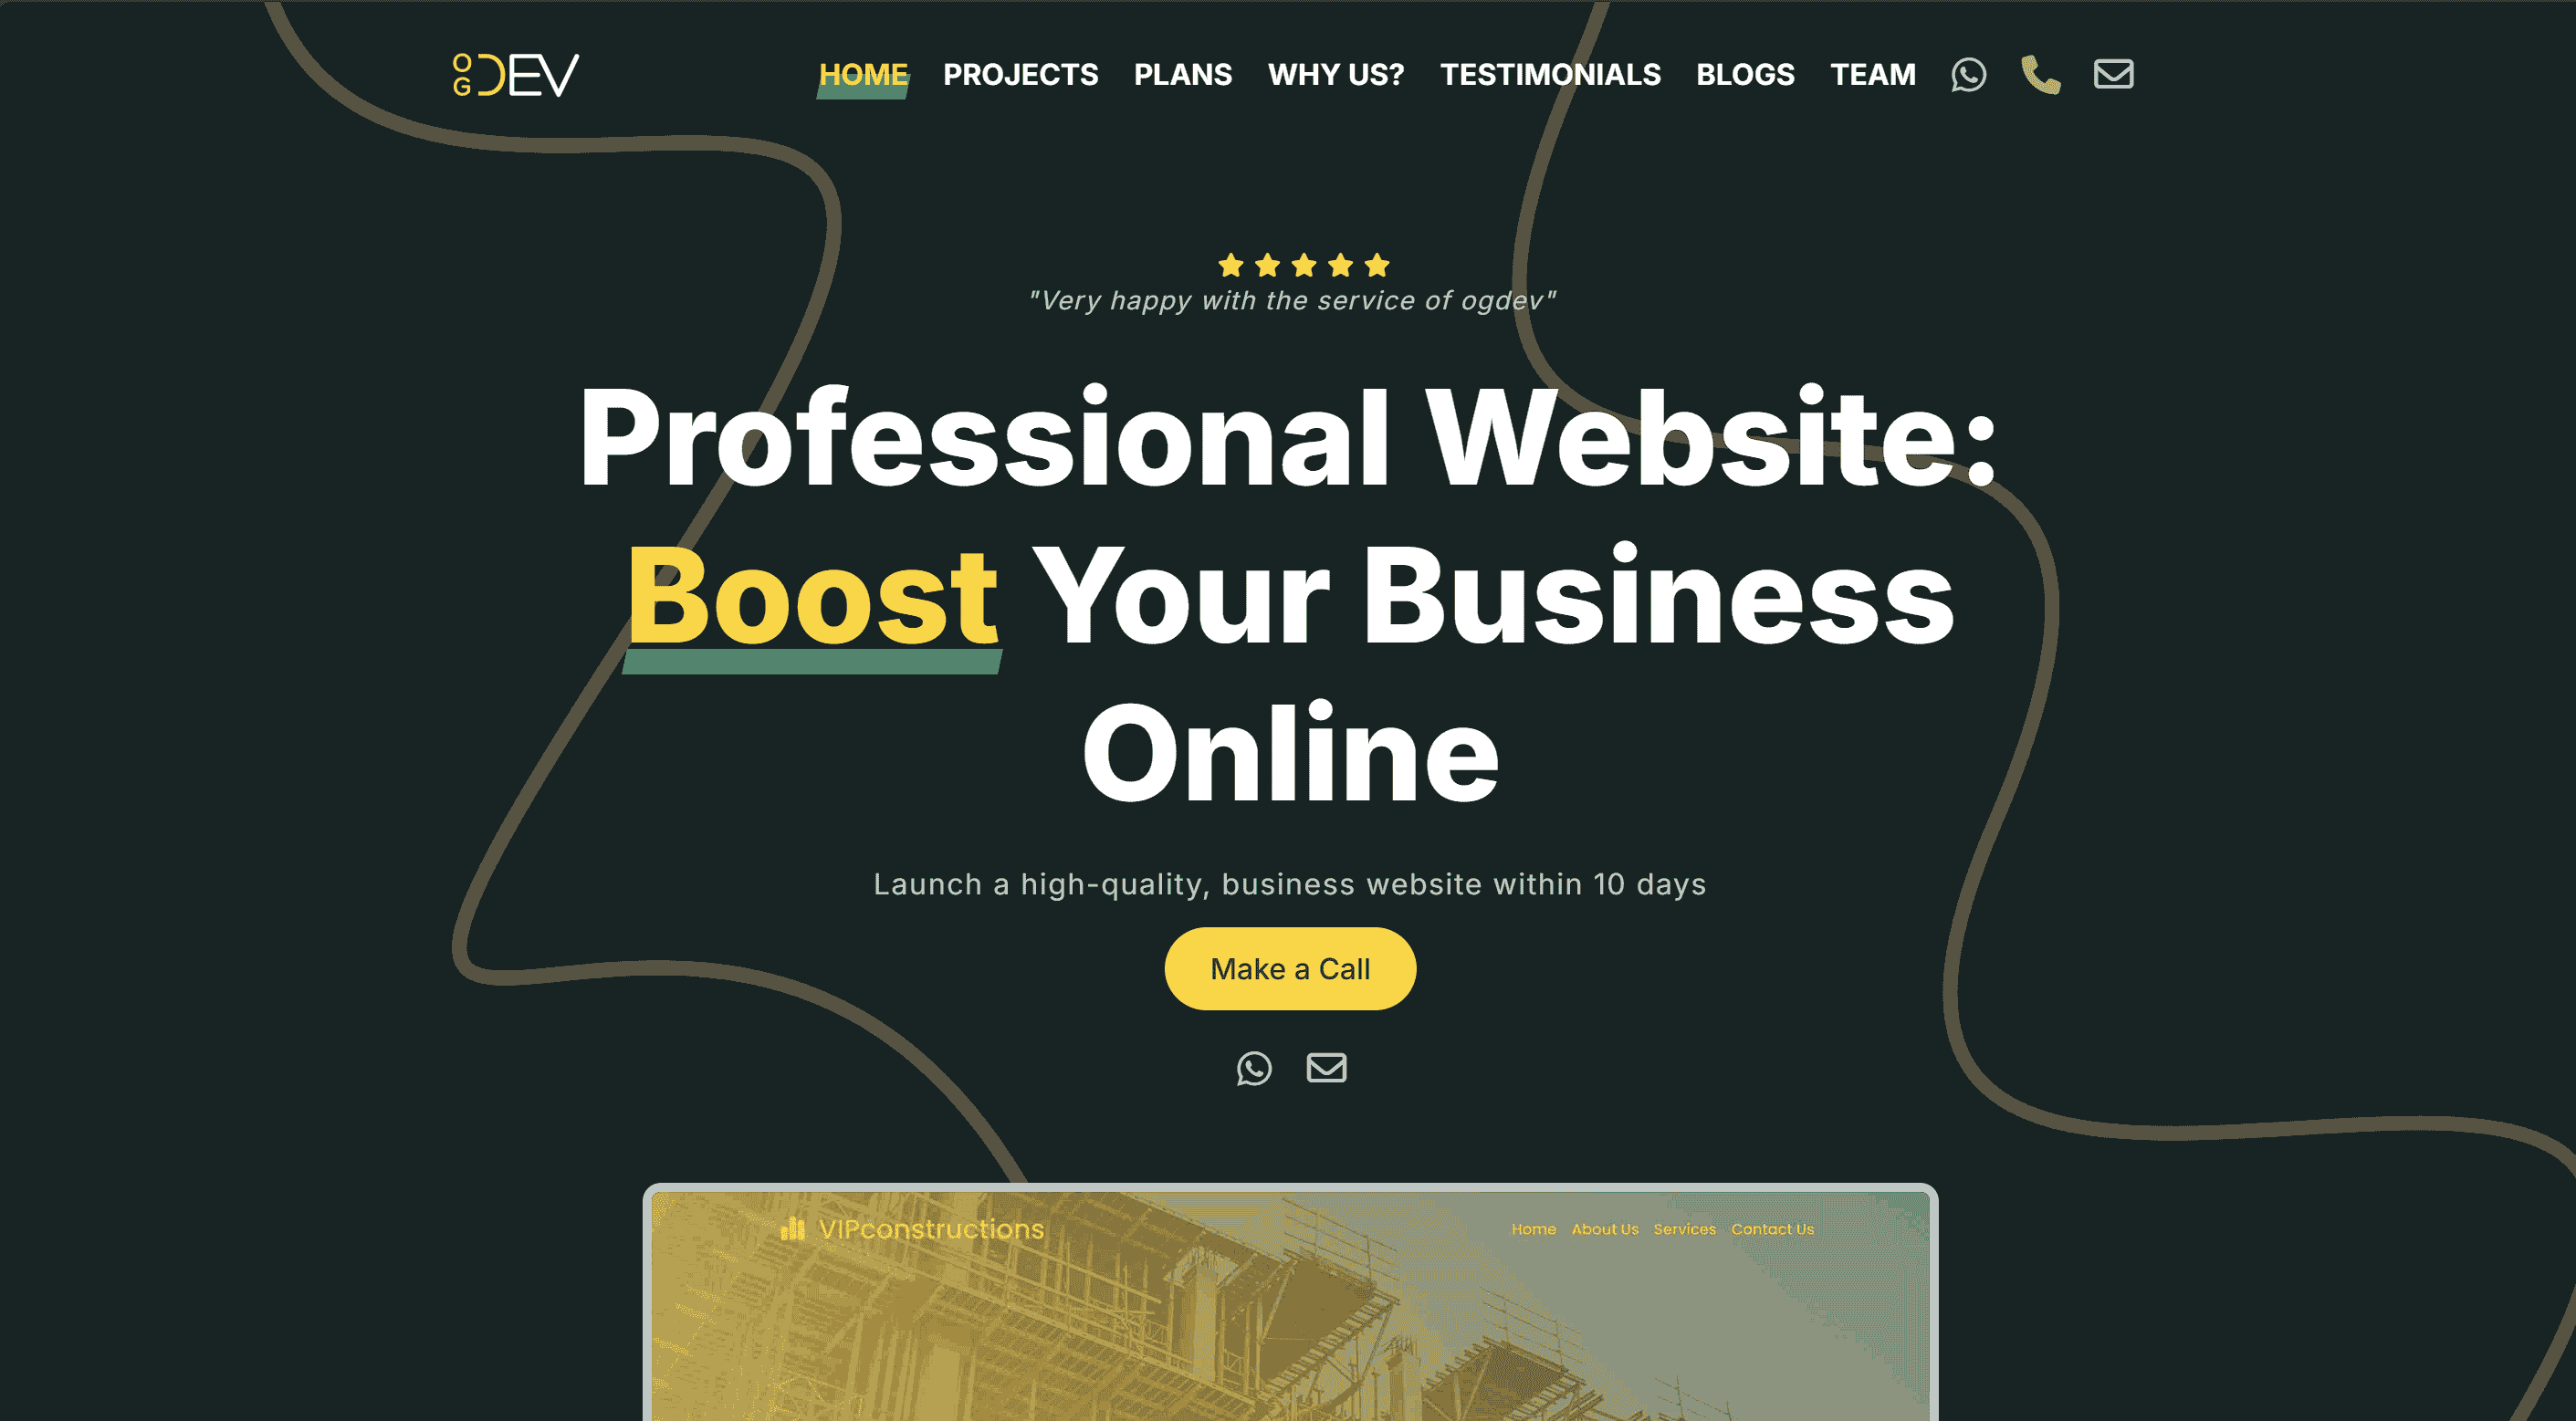 OG DEV
HOME PROJECTS PLANS WHY US? TESTIMONIALS BLOGS TEAM
"Very happy with the service of ogdev"
Professional Website:
Boost Your Business
Online
Launch a high-quality, business website within 10 days
Make a Call
VIPconstructions
Home About Us Services Contact Us